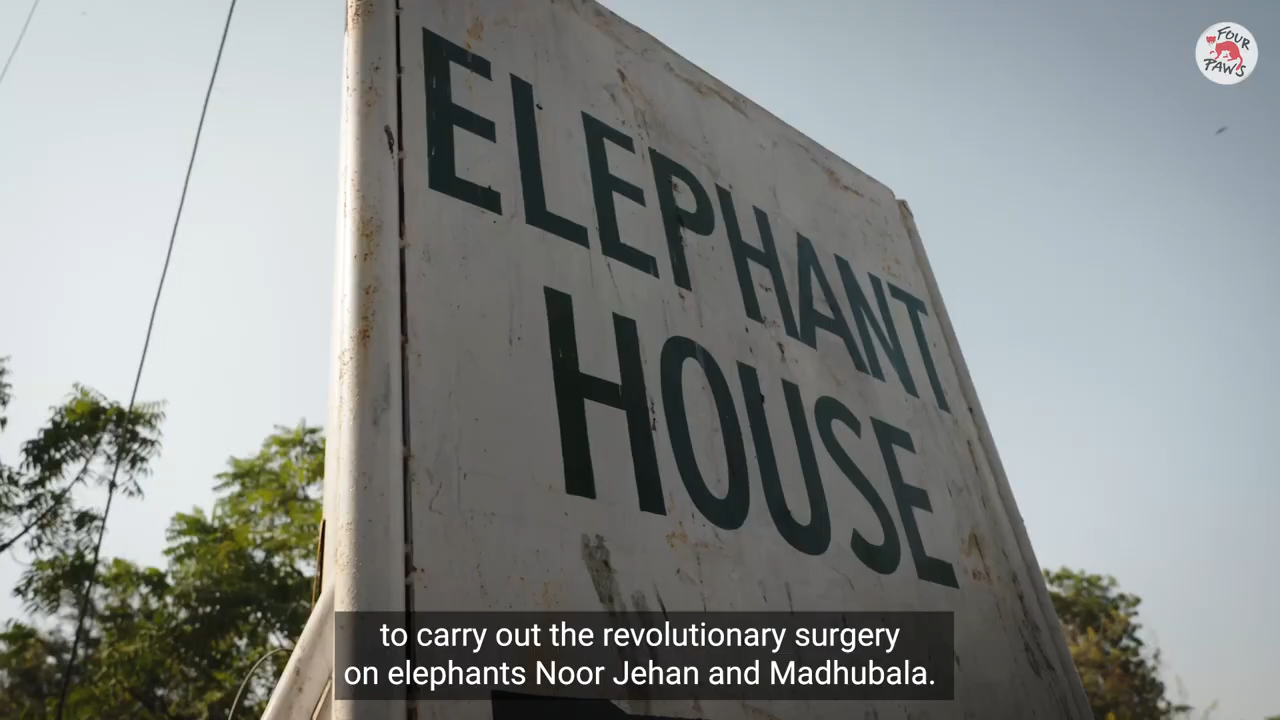 FOUR
PAWS
ELEPHANT
HOUSE
to carry out the revolutionary surgery
on elephants Noor Jehan and Madhubala.